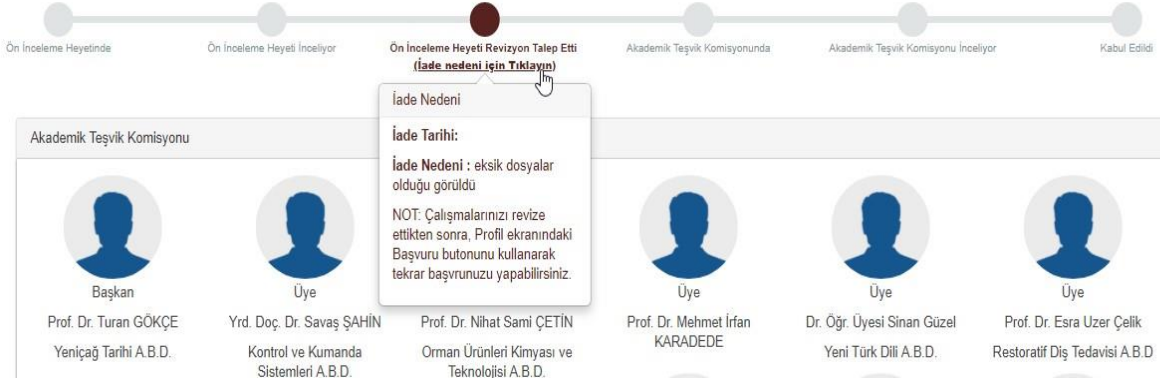 Ön İnceleme Heyetinde
Ön İnceleme Heyeti İnceliyor
Ön İnceleme Heyeti Revizyon Talep Etti
(İade nedeni için Tıklayın)
Akademik Teşvik Komisyonunda
Akademik Teşvik Komisyonu İnceliyor
Kabul Edildi
İade Nedeni
İade Tarihi:
İade Nedeni : eksik dosyalar
olduğu görüldü
NOT: Çalışmalarınızı revize
ettikten sonra, Profil ekranındaki
Başvuru butonunu kullanarak
tekrar başvrunuzu yapabilirsiniz.
Akademik Teşvik Komisyonu
Başkan
Prof. Dr. Turan GÖKÇE
Yeniçağ Tarihi A.B.D.
Üye
Yrd. Doç. Dr. Savaş ŞAHİN
Kontrol ve Kumanda
Sistemleri A.B.D.
Prof. Dr. Nihat Sami ÇETİN
Orman Ürünleri Kimyası ve
Teknolojisi A.B.D.
Üye
Prof. Dr. Mehmet İrfan
KARADEDE
Üye
Dr. Öğr. Üyesi Sinan Güzel
Yeni Türk Dili A.B.D.
Üye
Prof. Dr. Esra Uzer Çelik
Restoratif Diş Tedavisi A.B.D